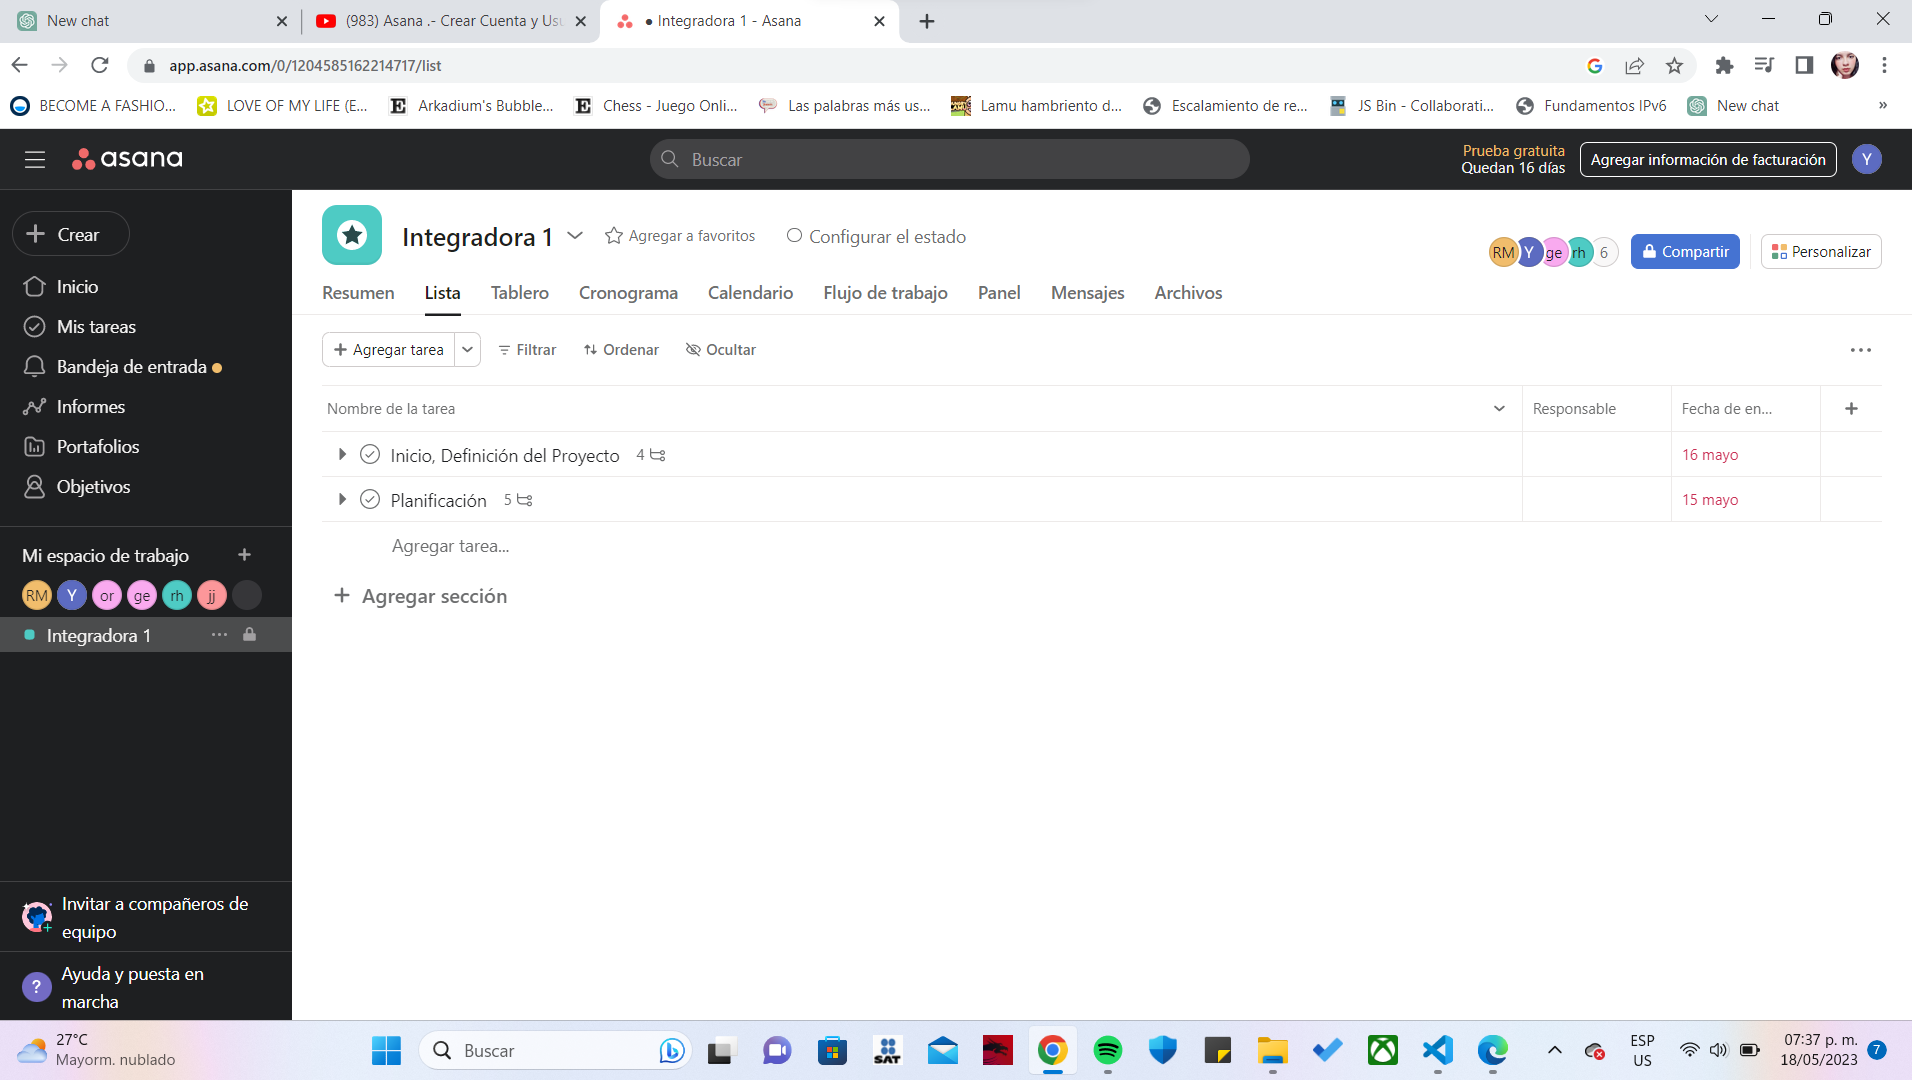 New chat
(983) Asana .- Crear Cuenta y Usu
● Integradora 1 - Asana
app.asana.com/0/1204585162214717/list
BECOME A FASHIO...
LOVE OF MY LIFE (E...
Arkadium's Bubble...
Chess - Juego Onli...
Las palabras más us...
Lamu hambriento d...
Escalamiento de re...
JS Bin - Collaborati...
Fundamentos IPv6
New chat
»
asana
Buscar
Prueba gratuita
Quedan 16 días
Agregar información de facturación
Y
Crear
Inicio
Mis tareas
Bandeja de entrada
Informes
Portafolios
Objetivos
Mi espacio de trabajo
RM Y or ge rh jj
Integradora 1
Invitar a compañeros de
equipo
Ayuda y puesta en
marcha
Integradora 1
Agregar a favoritos
Configurar el estado
RM Y ge rh 6
Compartir
Personalizar
Resumen Lista Tablero Cronograma Calendario Flujo de trabajo Panel Mensajes Archivos
Agregar tarea
Filtrar
Ordenar
Ocultar
Nombre de la tarea Responsable Fecha de en...
Inicio, Definición del Proyecto 4 16 mayo
Planificación 5 15 mayo
Agregar tarea...
Agregar sección
27°C
Mayorm. nublado
Buscar
SAT
ESP
US
07:37 p. m.
18/05/2023
7